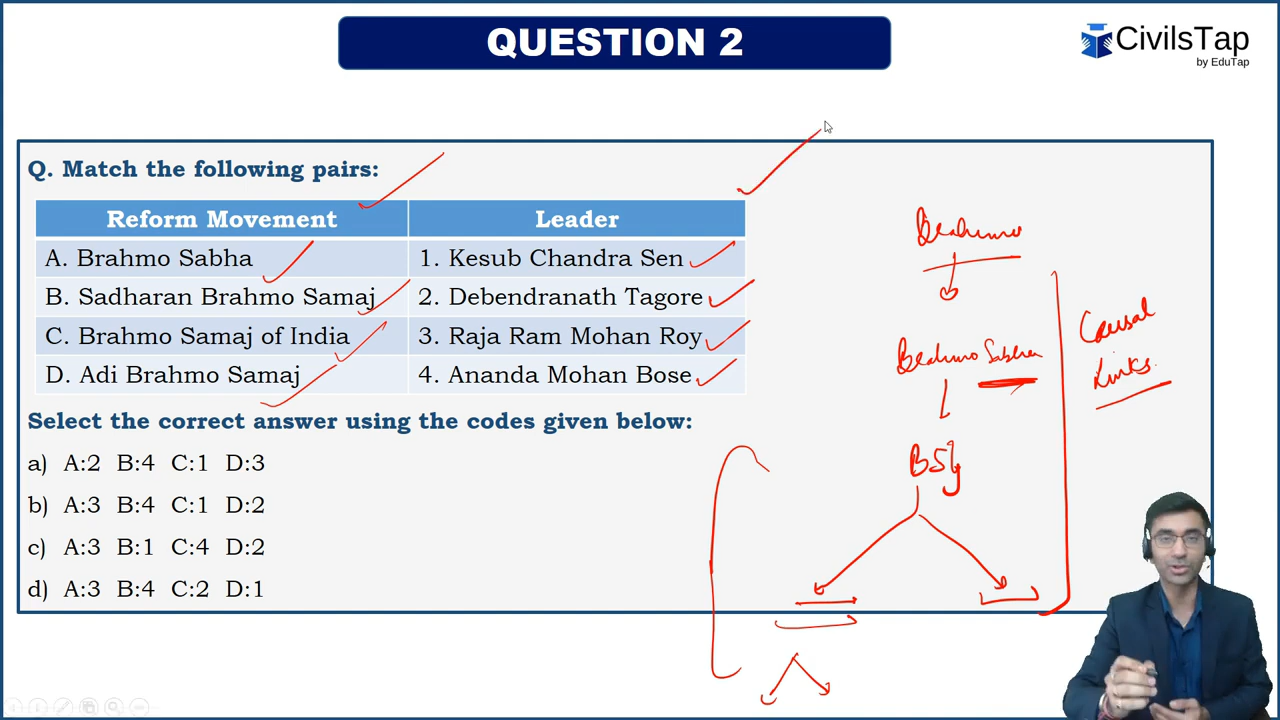 QUESTION 2
CivilsTap
by EduTap
Q. Match the following pairs:
Reform Movement Leader
A. Brahmo Sabha 1. Kesub Chandra Sen
B. Sadharan Brahmo Samaj 2. Debendranath Tagore
C. Brahmo Samaj of India 3. Raja Ram Mohan Roy
D. Adi Brahmo Samaj 4. Ananda Mohan Bose
Select the correct answer using the codes given below:
a) A:2 B:4 C:1 D:3
b) A:3 B:4 C:1 D:2
c) A:3 B:1 C:4 D:2
d) A:3 B:4 C:2 D:1
Brahmo
Brahmo Sabha
Causal
Links